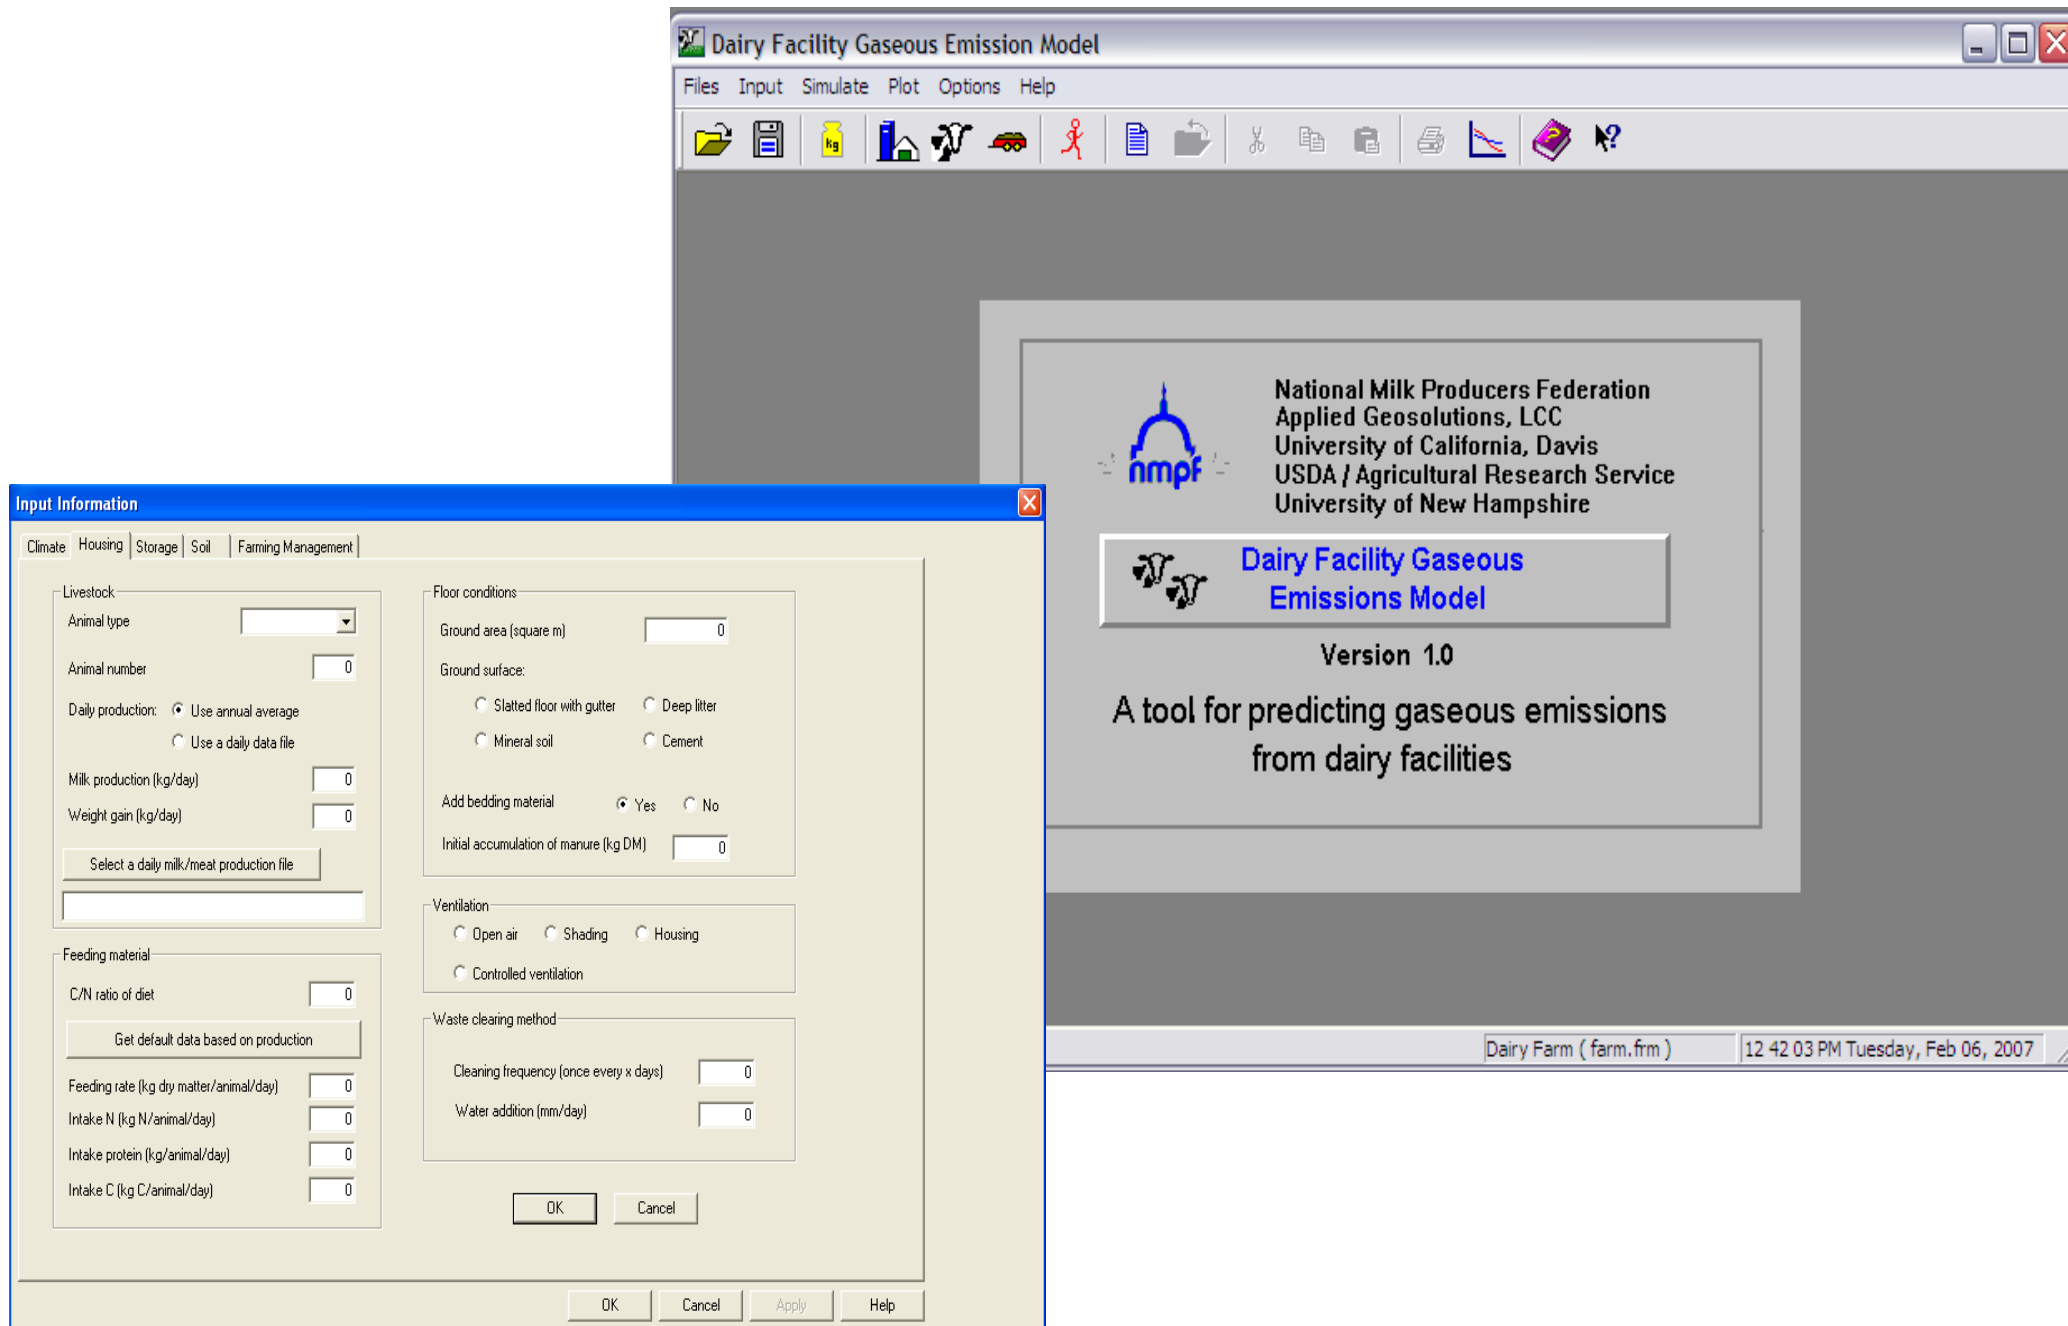 Dairy Facility Gaseous Emission Model
Files Input Simulate Plot Options Help
kg
National Milk Producers Federation
Applied Geosolutions, LCC
University of California, Davis
USDA / Agricultural Research Service
University of New Hampshire
nmpf
Dairy Facility Gaseous
Emissions Model
Version 1.0
A tool for predicting gaseous emissions
from dairy facilities
Dairy Farm ( farm.frm )
12 42 03 PM Tuesday, Feb 06, 2007
Input Information
Climate Housing Storage Soil Farming Management
Livestock
Animal type
Animal number 0
Daily production: Use annual average
Use a daily data file
Milk production (kg/day) 0
Weight gain (kg/day) 0
Select a daily milk/meat production file
Feeding material
C/N ratio of diet 0
Get default data based on production
Feeding rate (kg dry matter/animal/day) 0
Intake N (kg N/animal/day) 0
Intake protein (kg/animal/day) 0
Intake C (kg C/animal/day) 0
Floor conditions
Ground area (square m) 0
Ground surface:
Slatted floor with gutter Deep litter
Mineral soil Cement
Add bedding material Yes No
Initial accumulation of manure (kg DM) 0
Ventilation
Open air Shading Housing
Controlled ventilation
Waste clearing method
Cleaning frequency (once every x days) 0
Water addition (mm/day) 0
OK Cancel
OK Cancel Apply Help